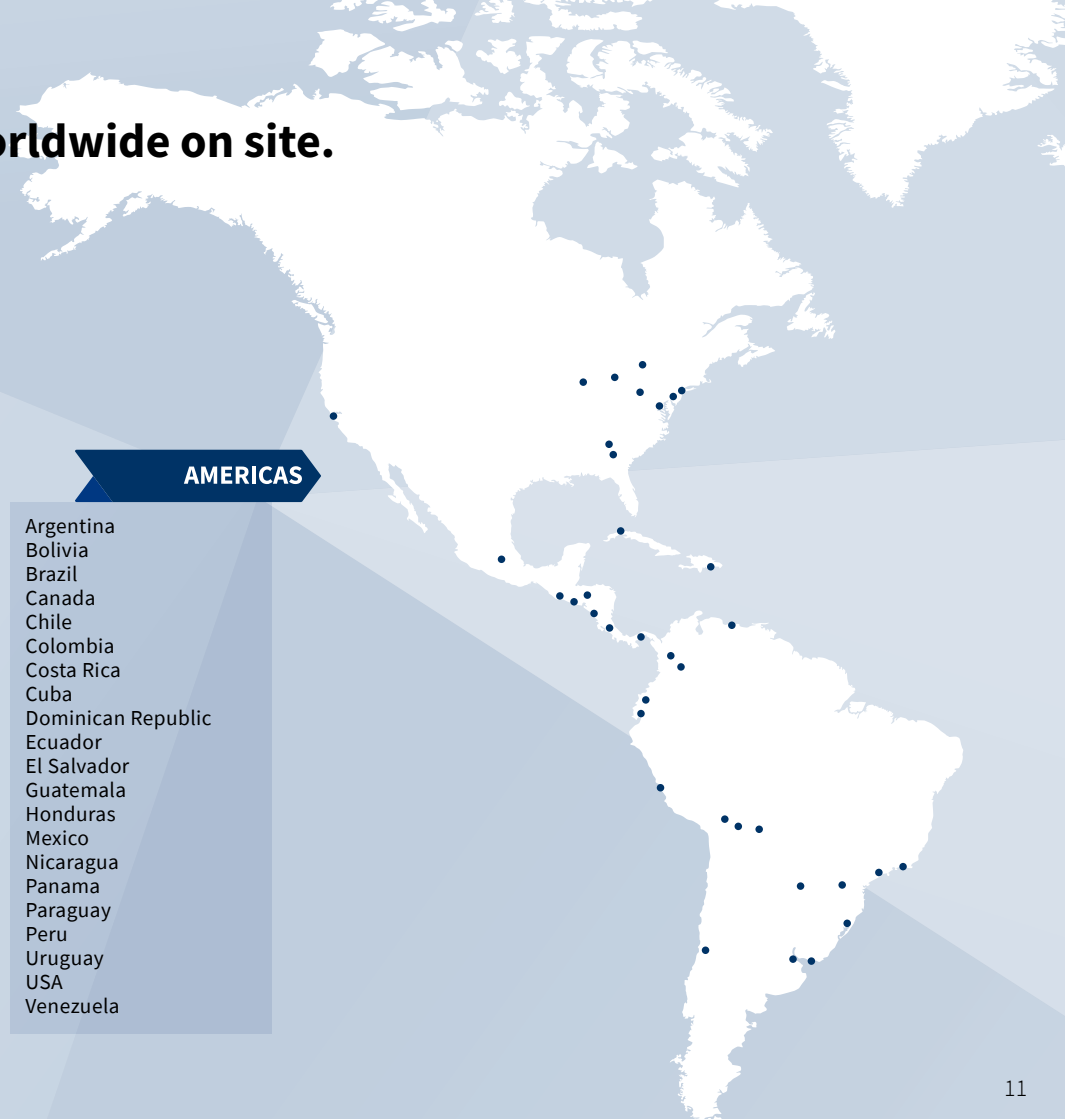 orldwide on site.
AMERICAS
Argentina
Bolivia
Brazil
Canada
Chile
Colombia
Costa Rica
Cuba
Dominican Republic
Ecuador
El Salvador
Guatemala
Honduras
Mexico
Nicaragua
Panama
Paraguay
Peru
Uruguay
USA
Venezuela
11